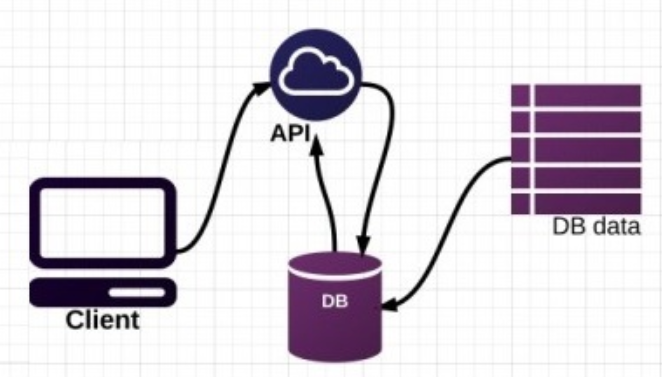 API
DB data
DB
Client